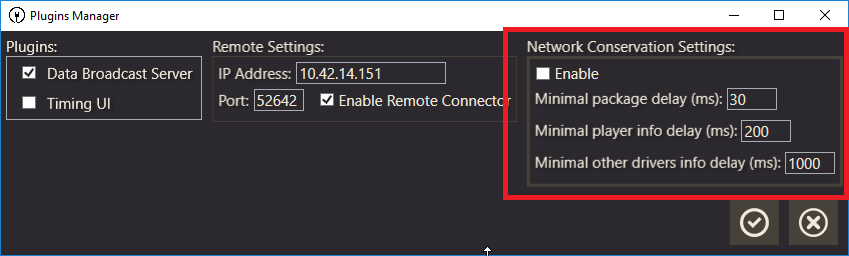 Plugins Manager
Plugins:
Data Broadcast Server
Timing UI
Remote Settings:
IP Address: 10.42.14.151
Port: 52642 Enable Remote Connector
Network Conservation Settings:
Enable
Minimal package delay (ms): 30
Minimal player info delay (ms): 200
Minimal other drivers info delay (ms): 1000